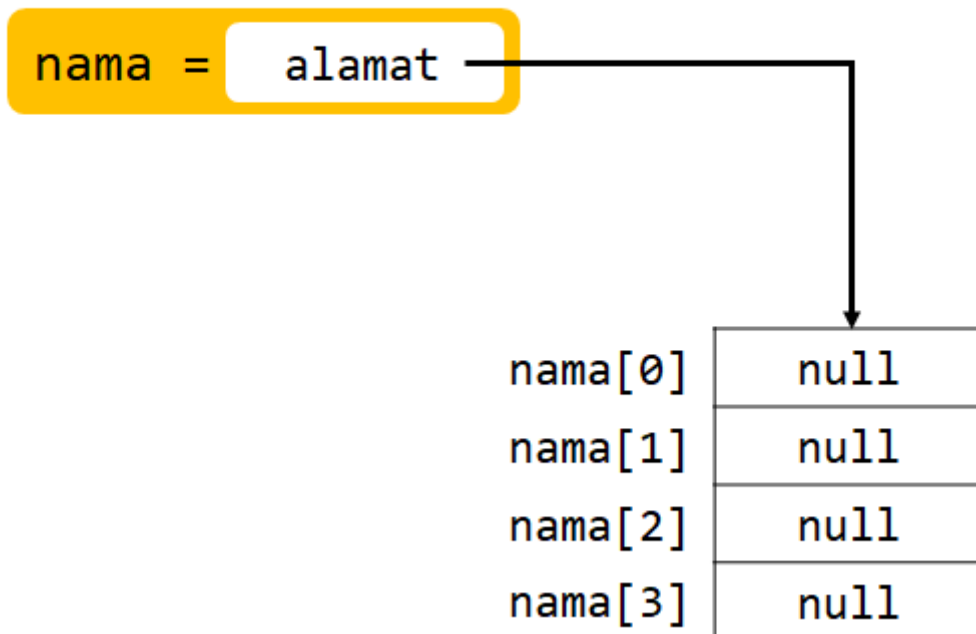 nama = alamat
nama[0] null
nama[1] null
nama[2] null
nama[3] null